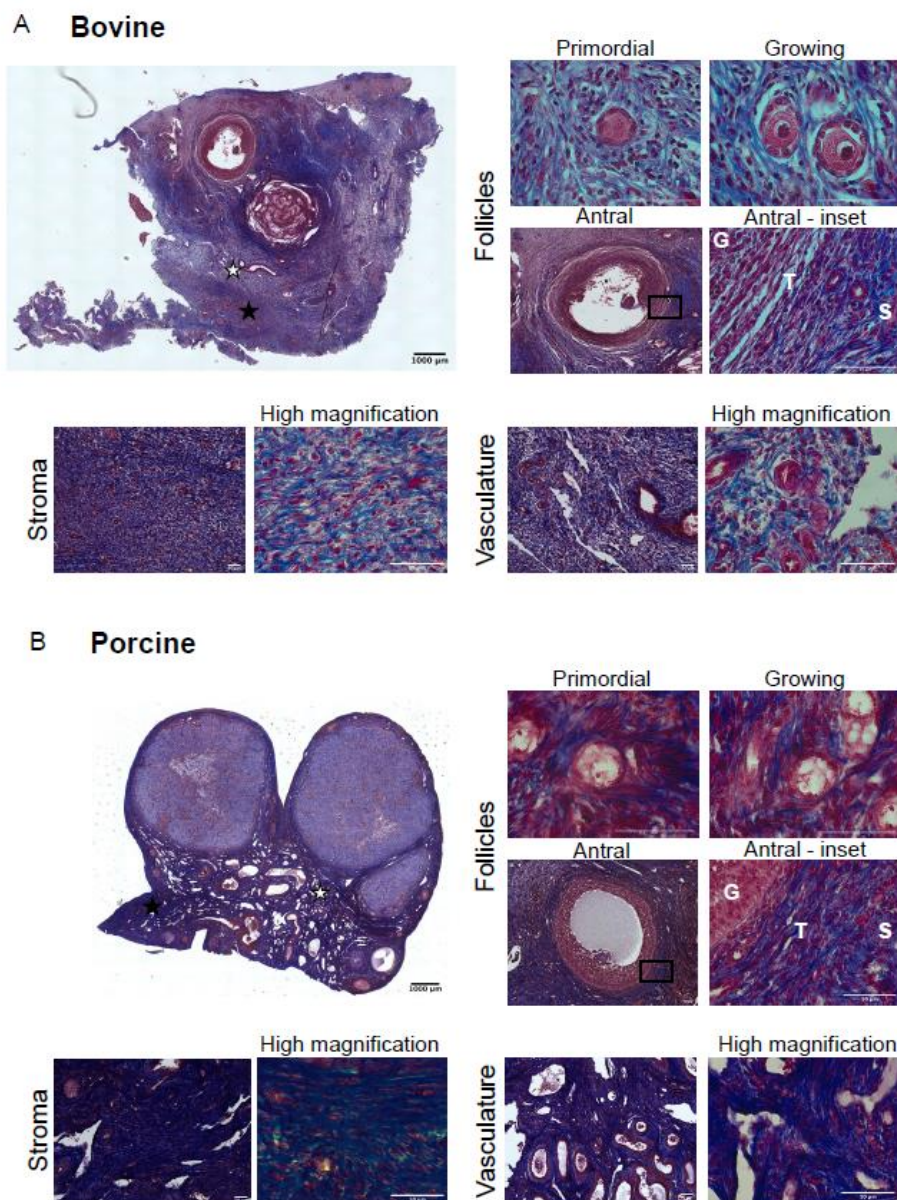 A Bovine
Primordial
Growing
Follicles
Antral
Antral - inset
G
T
S
1000 µm
High magnification
Stroma
High magnification
Vasculature
B Porcine
Primordial
Growing
Follicles
Antral
Antral - inset
G
T
S
1000 µm
High magnification
Stroma
High magnification
Vasculature